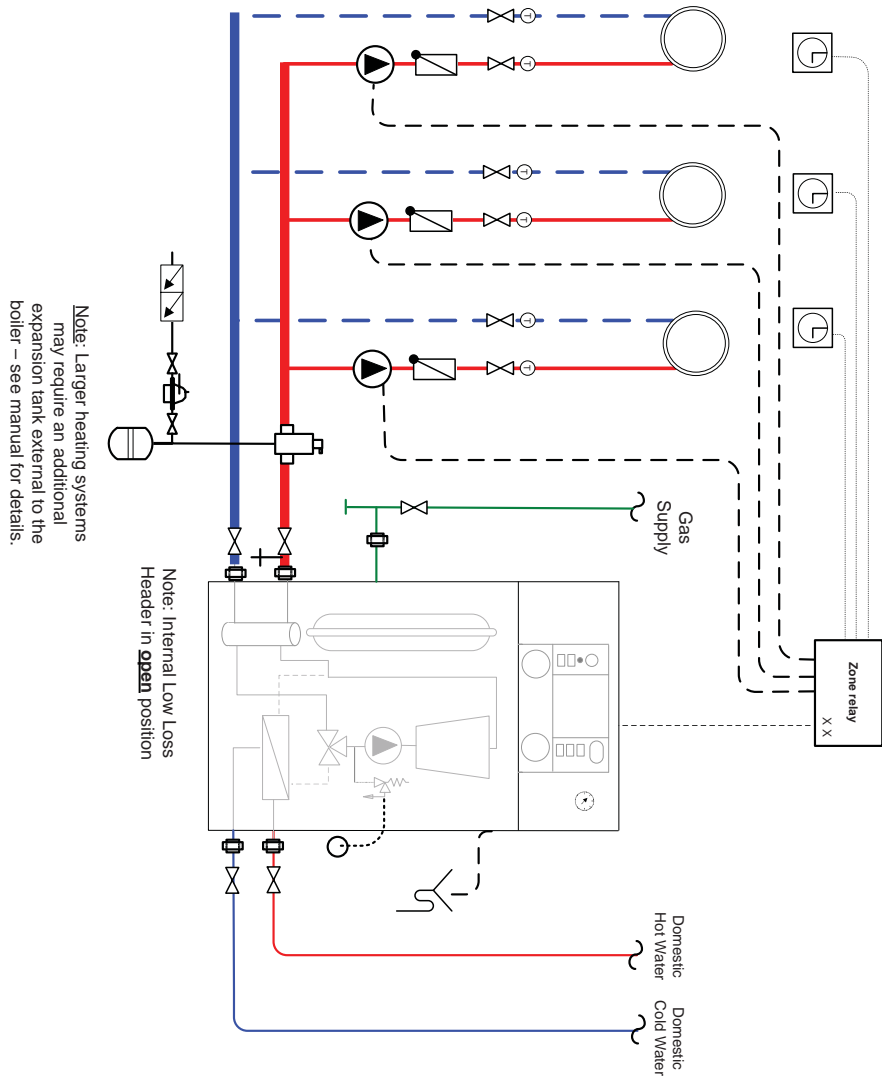 Zone relay
X X
Gas
Supply
Domestic
Hot Water
Domestic
Cold Water
Note: Internal Low Loss
Header in open position
Note: Larger heating systems
may require an additional
expansion tank external to the
boiler – see manual for details.
T
T
T
T
T
T